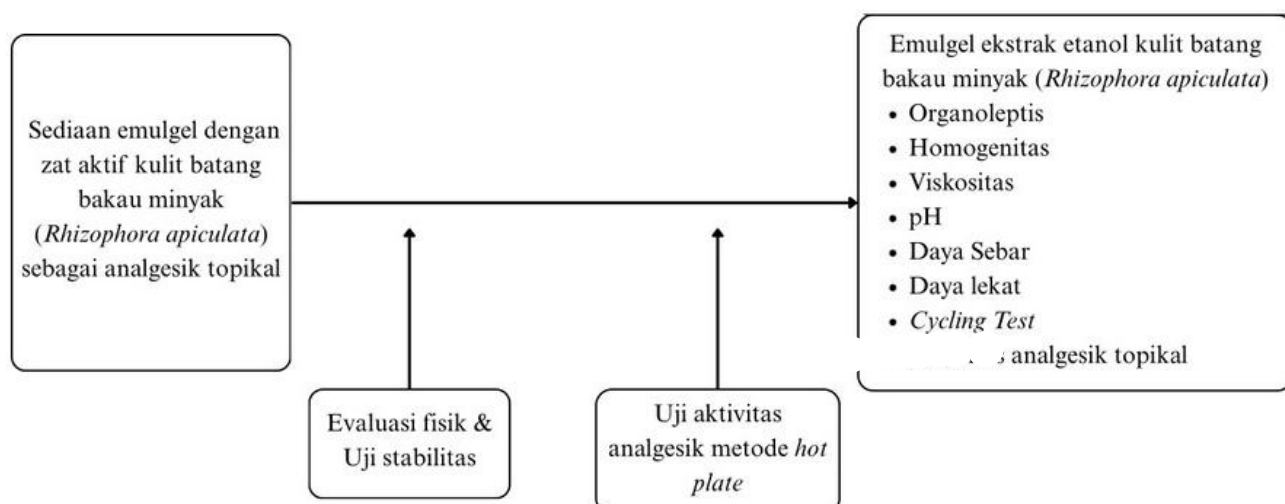 Sediaan emulgel dengan
zat aktif kulit batang
bakau minyak
(Rhizophora apiculata)
sebagai analgesik topikal
Evaluasi fisik &
Uji stabilitas
Uji aktivitas
analgesik metode hot
plate
Emulgel ekstrak etanol kulit batang
bakau minyak (Rhizophora apiculata)
• Organoleptis
• Homogenitas
• Viskositas
• pH
• Daya Sebar
• Daya lekat
• Cycling Test
analgesik topikal